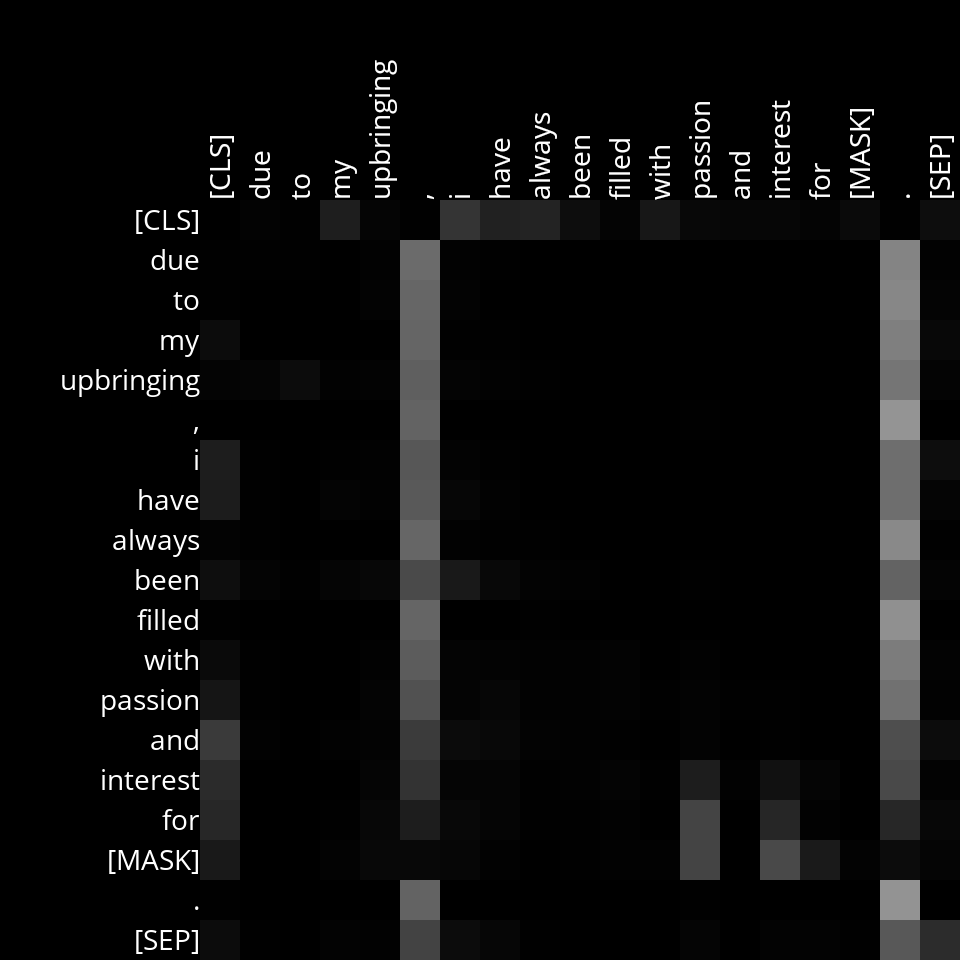 [CLS]
due
to
my
upbringing
,
i
have
always
been
filled
with
passion
and
interest
for
[MASK]
.
[SEP]
[CLS]
due
to
my
upbringing
,
i
have
always
been
filled
with
passion
and
interest
for
[MASK]
.
[SEP]